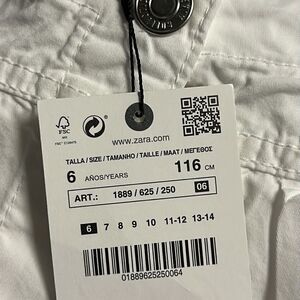 FSC
www.zara.com
TALLA / SIZE / TAMANHO / TAILLE / MAAT / ΜΕΓΕΘΟΣ
6 AÑOS/YEARS 116 CM
ART.: 1889 / 625 / 250 06
6 7 8 9 10 11-12 13-14
01889625250064